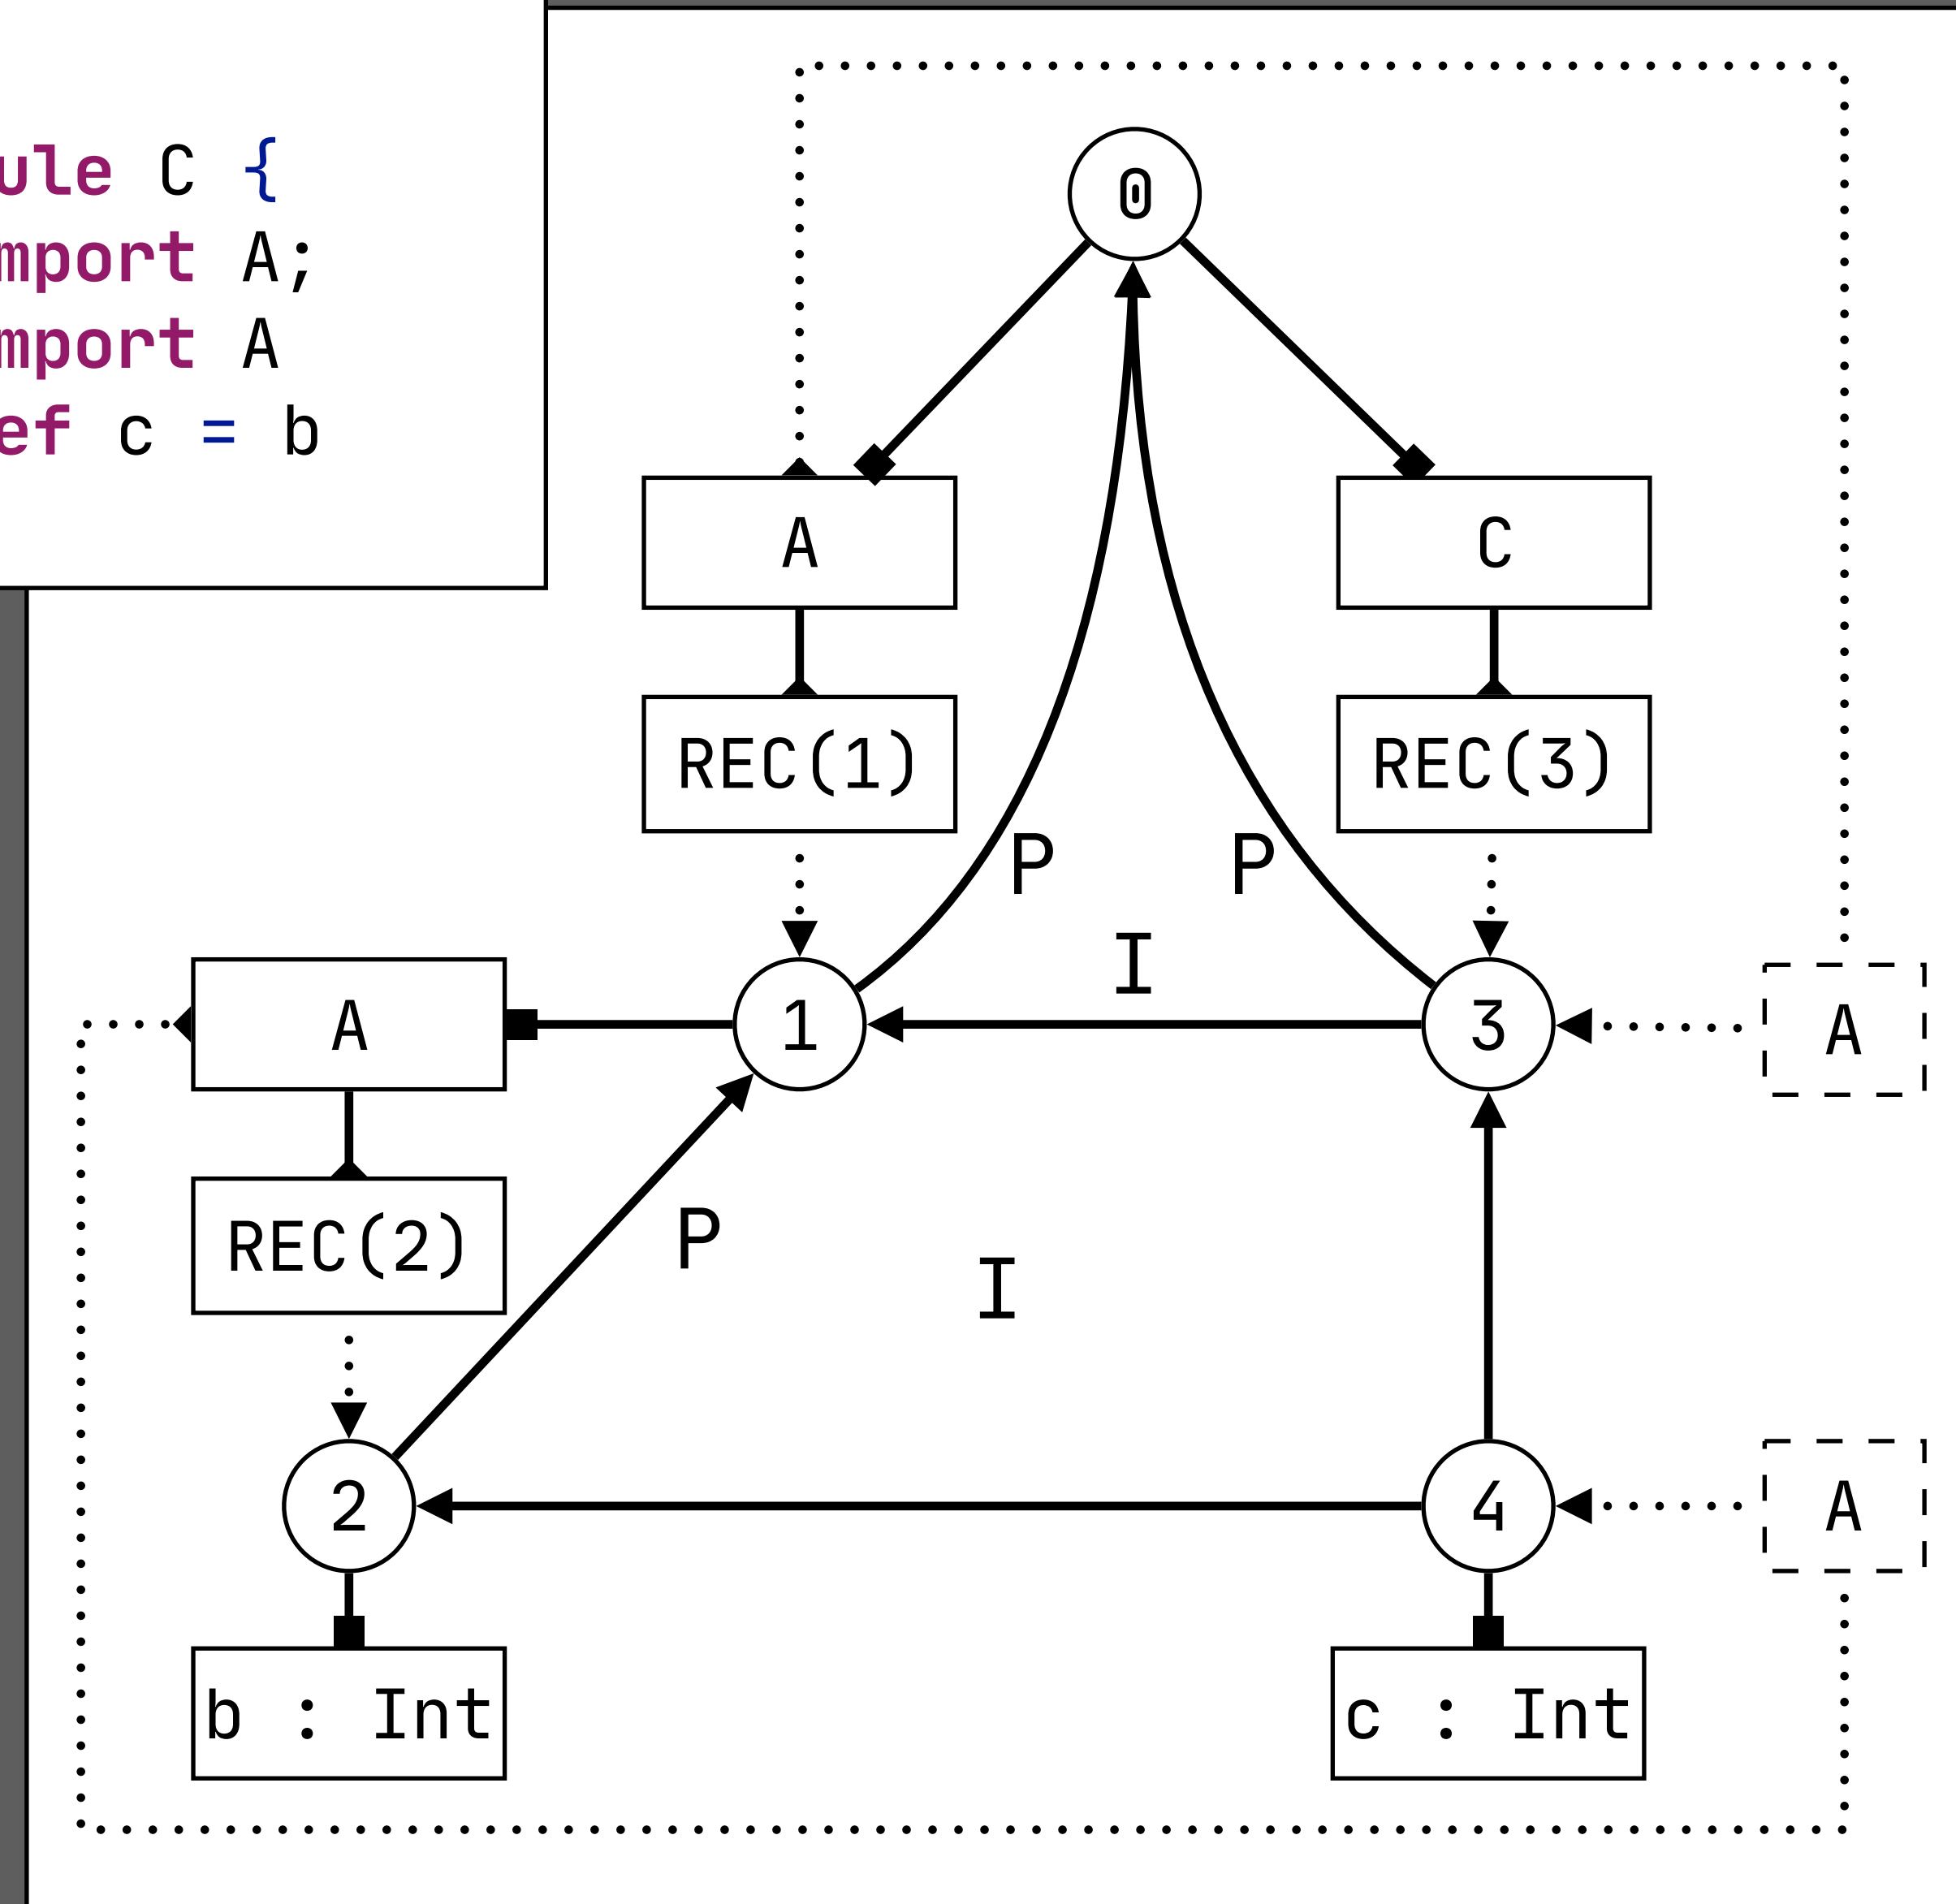 ule C {
mport A;
mport A
ef c = b
0
A
C
REC(1)
REC(3)
P
P
I
A
1
3
A
REC(2)
P
I
2
4
A
b : Int
c : Int